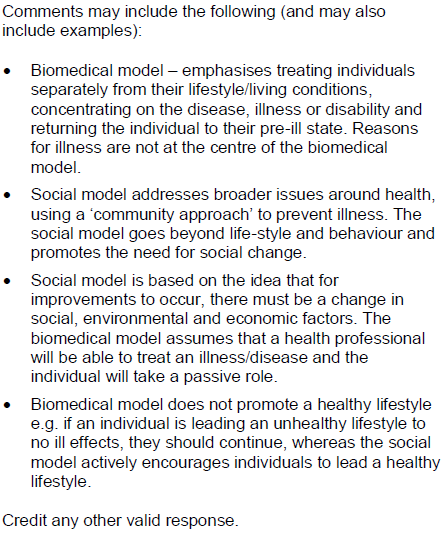 Comments may include the following (and may also
include examples):
• Biomedical model – emphasises treating individuals
separately from their lifestyle/living conditions,
concentrating on the disease, illness or disability and
returning the individual to their pre-ill state. Reasons
for illness are not at the centre of the biomedical
model.
• Social model addresses broader issues around health,
using a ‘community approach’ to prevent illness. The
social model goes beyond life-style and behaviour and
promotes the need for social change.
• Social model is based on the idea that for
improvements to occur, there must be a change in
social, environmental and economic factors. The
biomedical model assumes that a health professional
will be able to treat an illness/disease and the
individual will take a passive role.
• Biomedical model does not promote a healthy lifestyle
e.g. if an individual is leading an unhealthy lifestyle to
no ill effects, they should continue, whereas the social
model actively encourages individuals to lead a healthy
lifestyle.
Credit any other valid response.